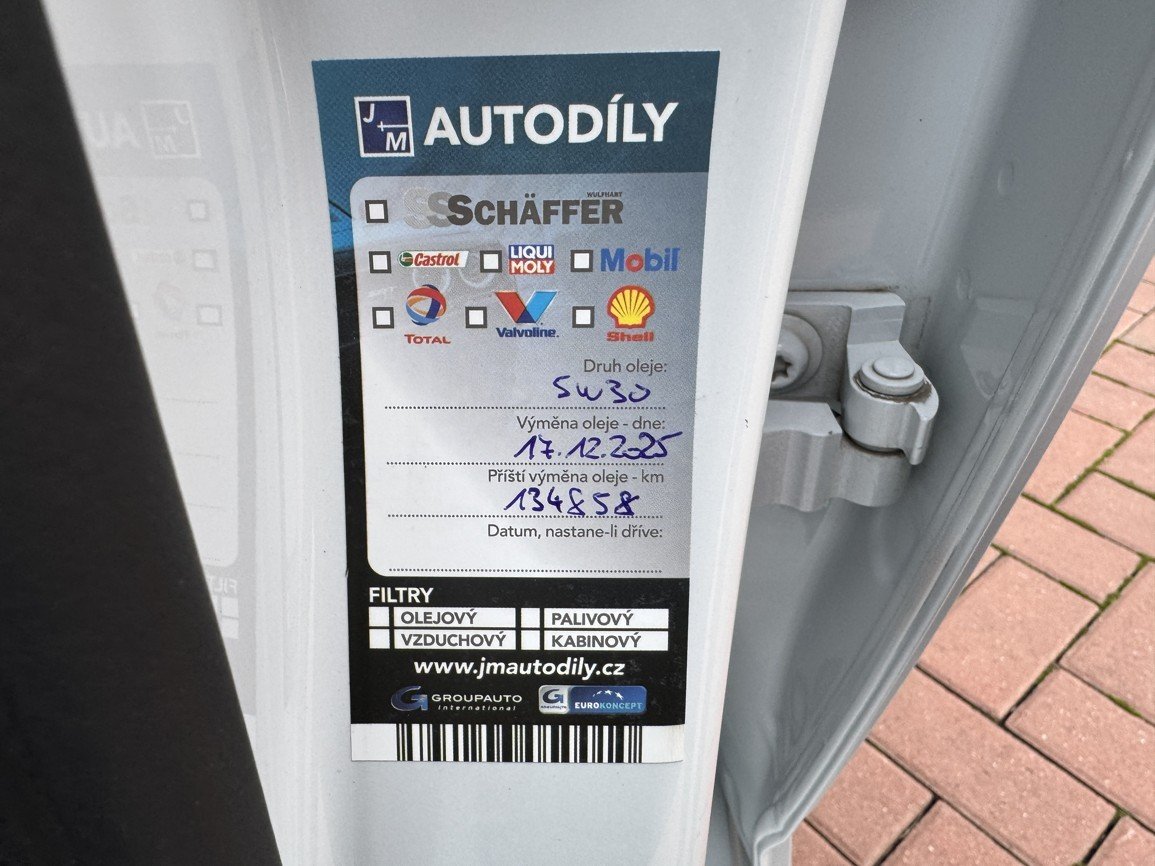 J+M AUTODÍLY
WULFHART
SCHÄFFER
Castrol LIQUI MOLY Mobil
TOTAL Valvoline. Shell
Druh oleje:
5W30
Výměna oleje - dne:
17.12.2025
Příští výměna oleje - km
134858
Datum, nastane-li dříve:
FILTRY
OLEJOVÝ PALIVOVÝ
VZDUCHOVÝ KABINOVÝ
www.jmautodily.cz
G GROUPAUTO International G EUROKONCEPT